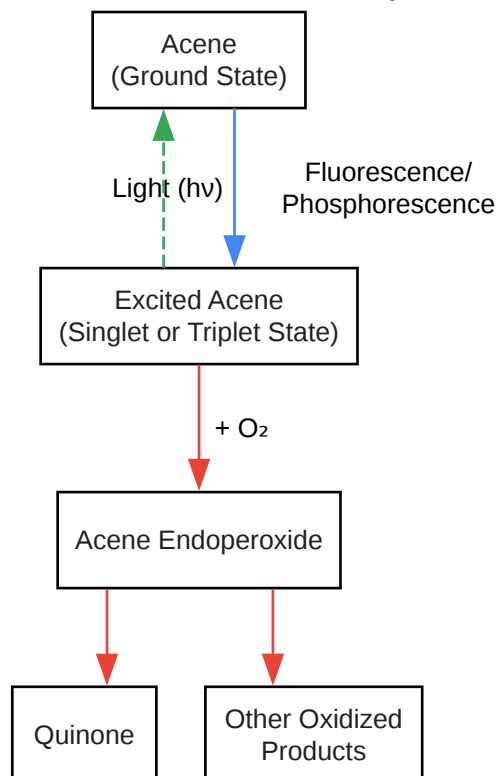 Acene
(Ground State)
Light (hν)
Fluorescence/
Phosphorescence
Excited Acene
(Singlet or Triplet State)
+ O₂
Acene Endoperoxide
Quinone
Other Oxidized
Products